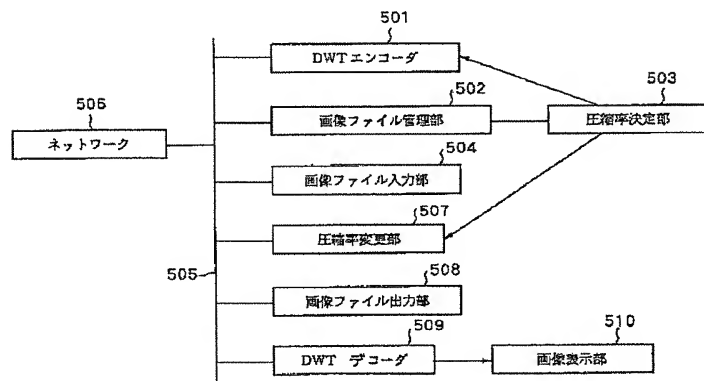 501
DWTエンコーダ
502
503
506
画像ファイル管理部
圧縮率決定部
ネットワーク
504
画像ファイル入力部
507
圧縮率変更部
505
508
画像ファイル出力部
509
510
DWT デコーダ
画像表示部